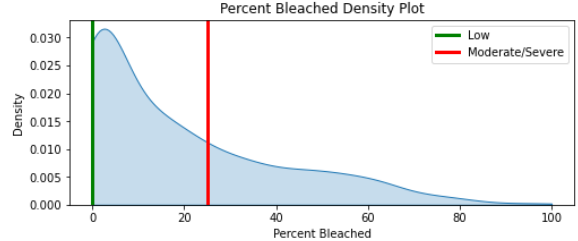 Percent Bleached Density Plot
Low
Moderate/Severe
0.030
0.025
0.020
0.015
0.010
0.005
0.000
Density
0
20
40
60
80
100
Percent Bleached